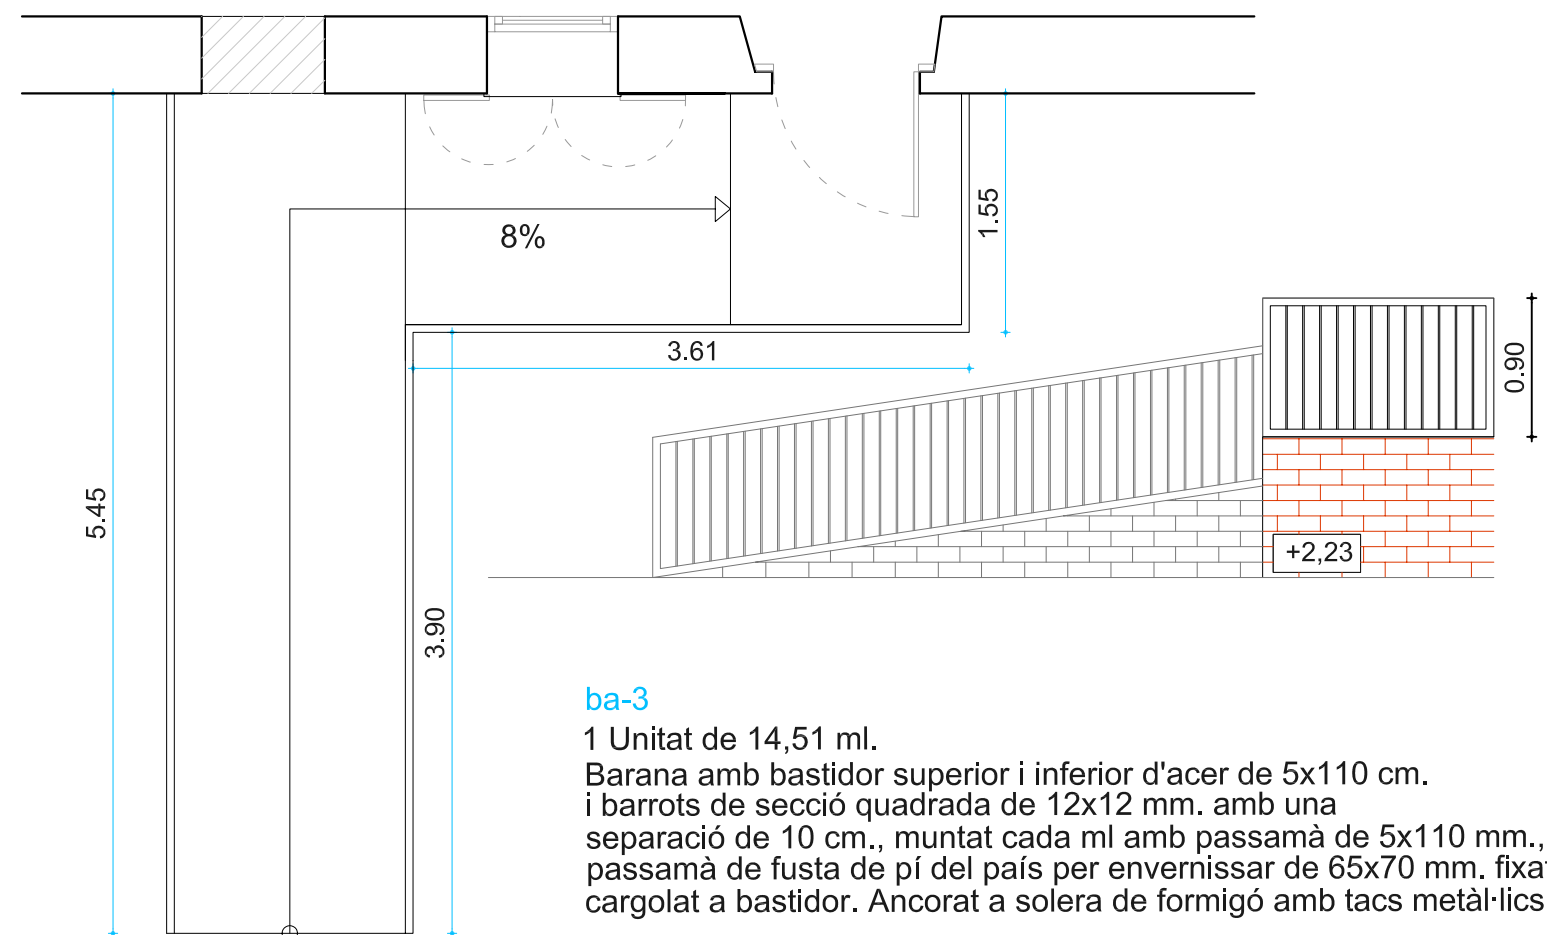 8%
1.55
3.61
0.90
5.45
+2,23
3.90
ba-3
1 Unitat de 14,51 ml.
Barana amb bastidor superior i inferior d'acer de 5x110 cm.
i barrots de secció quadrada de 12x12 mm. amb una
separació de 10 cm., muntat cada ml amb passamà de 5x110 mm.,
passamà de fusta de pí del país per envernissar de 65x70 mm. fixat
cargolat a bastidor. Ancorat a solera de formigó amb tacs metàl·lics